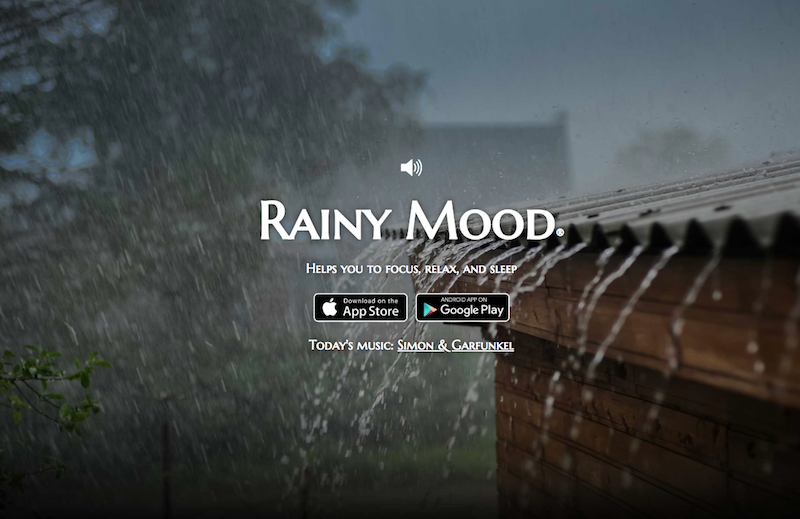 Rainy Mood®
Helps you to focus, relax, and sleep
Download on the App Store
ANDROID APP ON Google Play
Today's music: Simon & Garfunkel